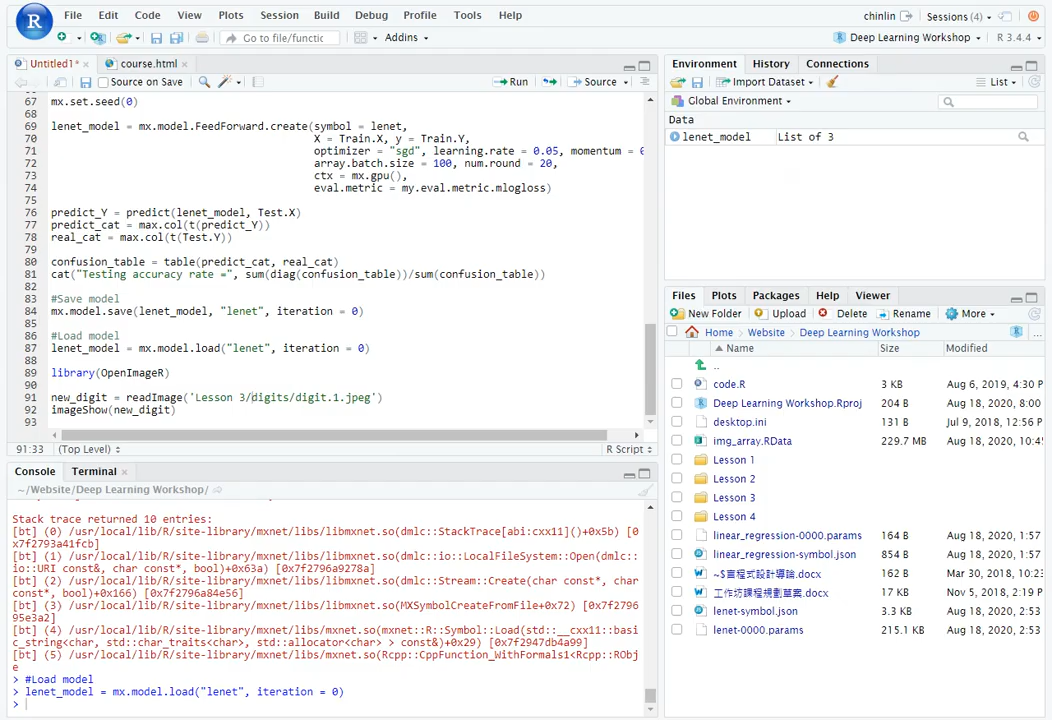 R File Edit Code View Plots Session Build Debug Profile Tools Help chinlin Sessions (4)
Go to file/functic Addins Deep Learning Workshop R 3.4.4
Untitled1* × course.html ×
Source on Save Run Source
67 mx.set.seed(0)
68
69 lenet_model = mx.model.FeedForward.create(symbol = lenet,
70 X = Train.X, y = Train.Y,
71 optimizer = "sgd", learning.rate = 0.05, momentum =
72 array.batch.size = 100, num.round = 20,
73 ctx = mx.gpu(),
74 eval.metric = my.eval.metric.mlogloss)
75
76 predict_Y = predict(lenet_model, Test.X)
77 predict_cat = max.col(t(predict_Y))
78 real_cat = max.col(t(Test.Y))
79
80 confusion_table = table(predict_cat, real_cat)
81 cat("Testing accuracy rate =", sum(diag(confusion_table))/sum(confusion_table))
82
83 #Save model
84 mx.model.save(lenet_model, "lenet", iteration = 0)
85
86 #Load model
87 lenet_model = mx.model.load("lenet", iteration = 0)
88
89 library(OpenImageR)
90
91 new_digit = readImage('Lesson 3/digits/digit.1.jpeg')
92 imageShow(new_digit)
93
91:33 (Top Level) R Script
Console Terminal ×
~/Website/Deep Learning Workshop/
Stack trace returned 10 entries:
[bt] (0) /usr/local/lib/R/site-library/mxnet/libs/libmxnet.so(dmlc::StackTrace[abi:cxx11]()+0x5b) [0
x7f2793a41fcb]
[bt] (1) /usr/local/lib/R/site-library/mxnet/libs/libmxnet.so(dmlc::io::LocalFileSystem::Open(dmlc::
io::URI const&, char const*, bool)+0x63a) [0x7f2796a9278a]
[bt] (2) /usr/local/lib/R/site-library/mxnet/libs/libmxnet.so(dmlc::Stream::Create(char const*, char
const*, bool)+0x166) [0x7f2796a84e56]
[bt] (3) /usr/local/lib/R/site-library/mxnet/libs/libmxnet.so(MXSymbolCreateFromFile+0x72) [0x7f2796
95e3a2]
[bt] (4) /usr/local/lib/R/site-library/mxnet/libs/mxnet.so(mxnet::R::Symbol::Load(std::__cxx11::basi
c_string<char, std::char_traits<char>, std::allocator<char> > const&)+0x29) [0x7f2947db4a99]
[bt] (5) /usr/local/lib/R/site-library/mxnet/libs/mxnet.so(Rcpp::CppFunction_WithFormals1<Rcpp::RObj
e
> #Load model
> lenet_model = mx.model.load("lenet", iteration = 0)
>
Environment History Connections
Import Dataset List
Global Environment
Data
lenet_model List of 3
Files Plots Packages Help Viewer
New Folder Upload Delete Rename More
Home Website Deep Learning Workshop ...
Name Size Modified
..
code.R 3 KB Aug 6, 2019, 4:30 P
Deep Learning Workshop.Rproj 204 B Aug 18, 2020, 8:00
desktop.ini 131 B Jul 9, 2018, 12:56 P
img_array.RData 229.7 MB Aug 18, 2020, 10:45
Lesson 1
Lesson 2
Lesson 3
Lesson 4
linear_regression-0000.params 164 B Aug 18, 2020, 1:57
linear_regression-symbol.json 854 B Aug 18, 2020, 1:57
~$言程式設計導論.docx 162 B Mar 30, 2018, 10:23
工作坊課程規劃草案.docx 17 KB Nov 5, 2018, 2:19 P
lenet-symbol.json 3.3 KB Aug 18, 2020, 2:53
lenet-0000.params 215.1 KB Aug 18, 2020, 2:53